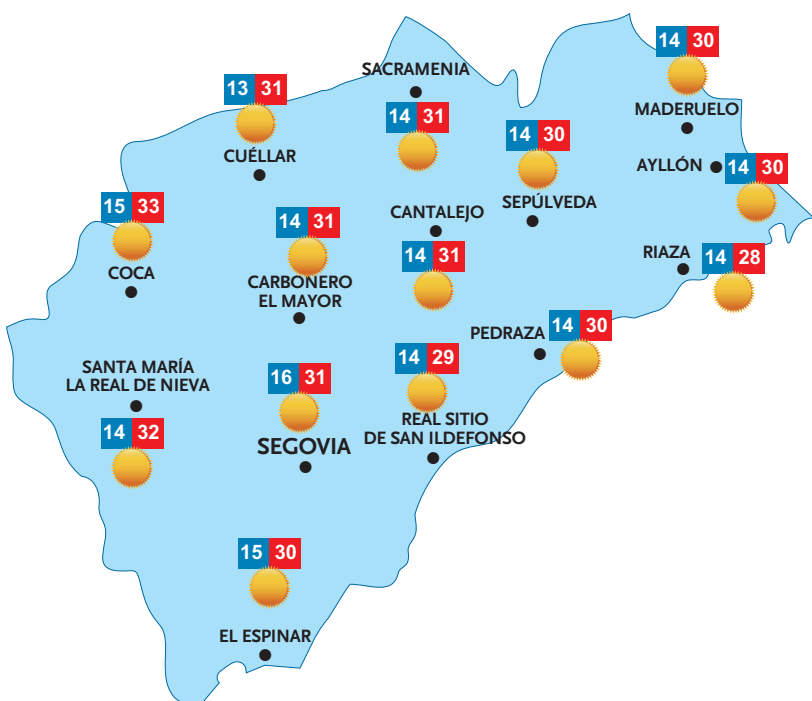 14 30
MADERUELO
SACRAMENIA
14 31
13 31
CUÉLLAR
14 30
SEPÚLVEDA
AYLLÓN
14 30
15 33
COCA
14 31
CARBONERO
EL MAYOR
CANTALEJO
14 31
RIAZA
14 28
PEDRAZA
14 30
SANTA MARÍA
LA REAL DE NIEVA
14 32
16 31
SEGOVIA
14 29
REAL SITIO
DE SAN ILDEFONSO
15 30
EL ESPINAR